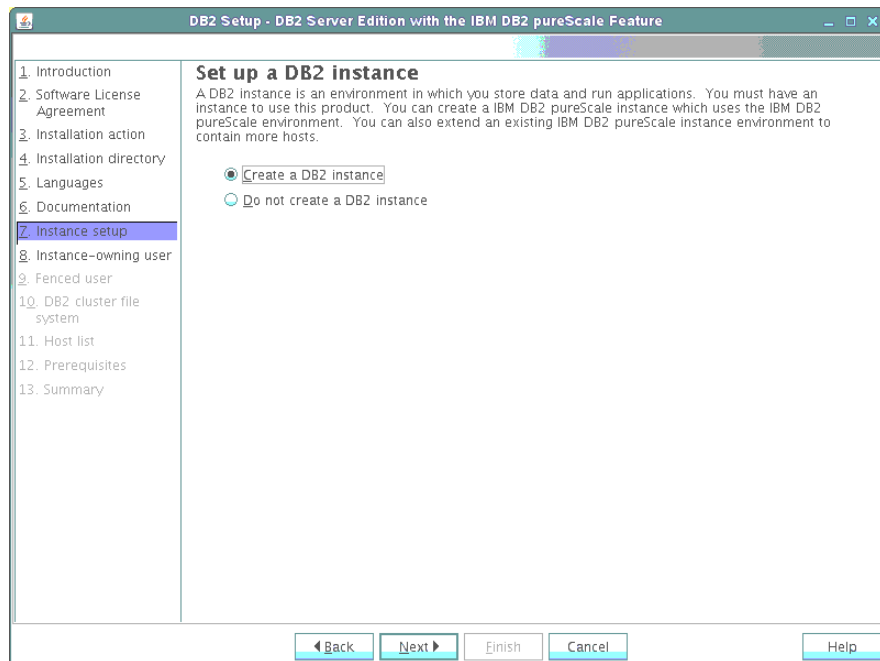 DB2 Setup - DB2 Server Edition with the IBM DB2 pureScale Feature
1. Introduction
2. Software License
Agreement
3. Installation action
4. Installation directory
5. Languages
6. Documentation
7. Instance setup
8. Instance-owning user
9. Fenced user
10. DB2 cluster file
system
11. Host list
12. Prerequisites
13. Summary
Set up a DB2 instance
A DB2 instance is an environment in which you store data and run applications. You must have an
instance to use this product. You can create a IBM DB2 pureScale instance which uses the IBM DB2
pureScale environment. You can also extend an existing IBM DB2 pureScale instance environment to
contain more hosts.
Create a DB2 instance
Do not create a DB2 instance
Back
Next
Finish
Cancel
Help